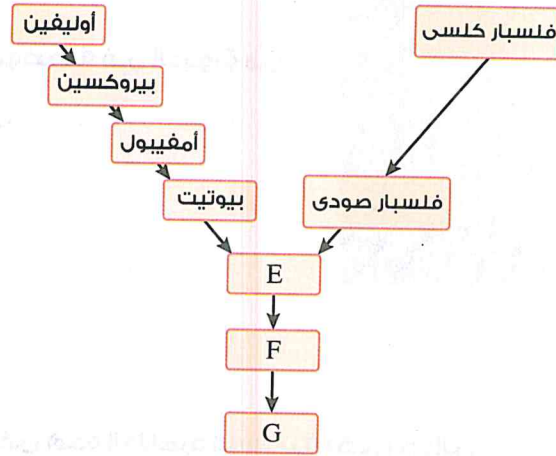 أوليفين
فلسبار كلسى
بيروكسين
أمفيبول
بيوتيت
فلسبار صودى
E
F
G